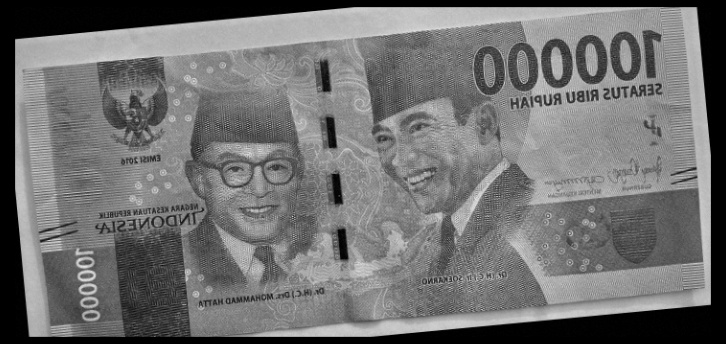 100000
SERATUS RIBU RUPIAH
EMISI 2016
NEGARA KESATUAN REPUBLIK
INDONESIA
100000
Dr. (H.C.) Drs. MOHAMMAD HATTA
Dr. (H.C.) Ir. SOEKARNO